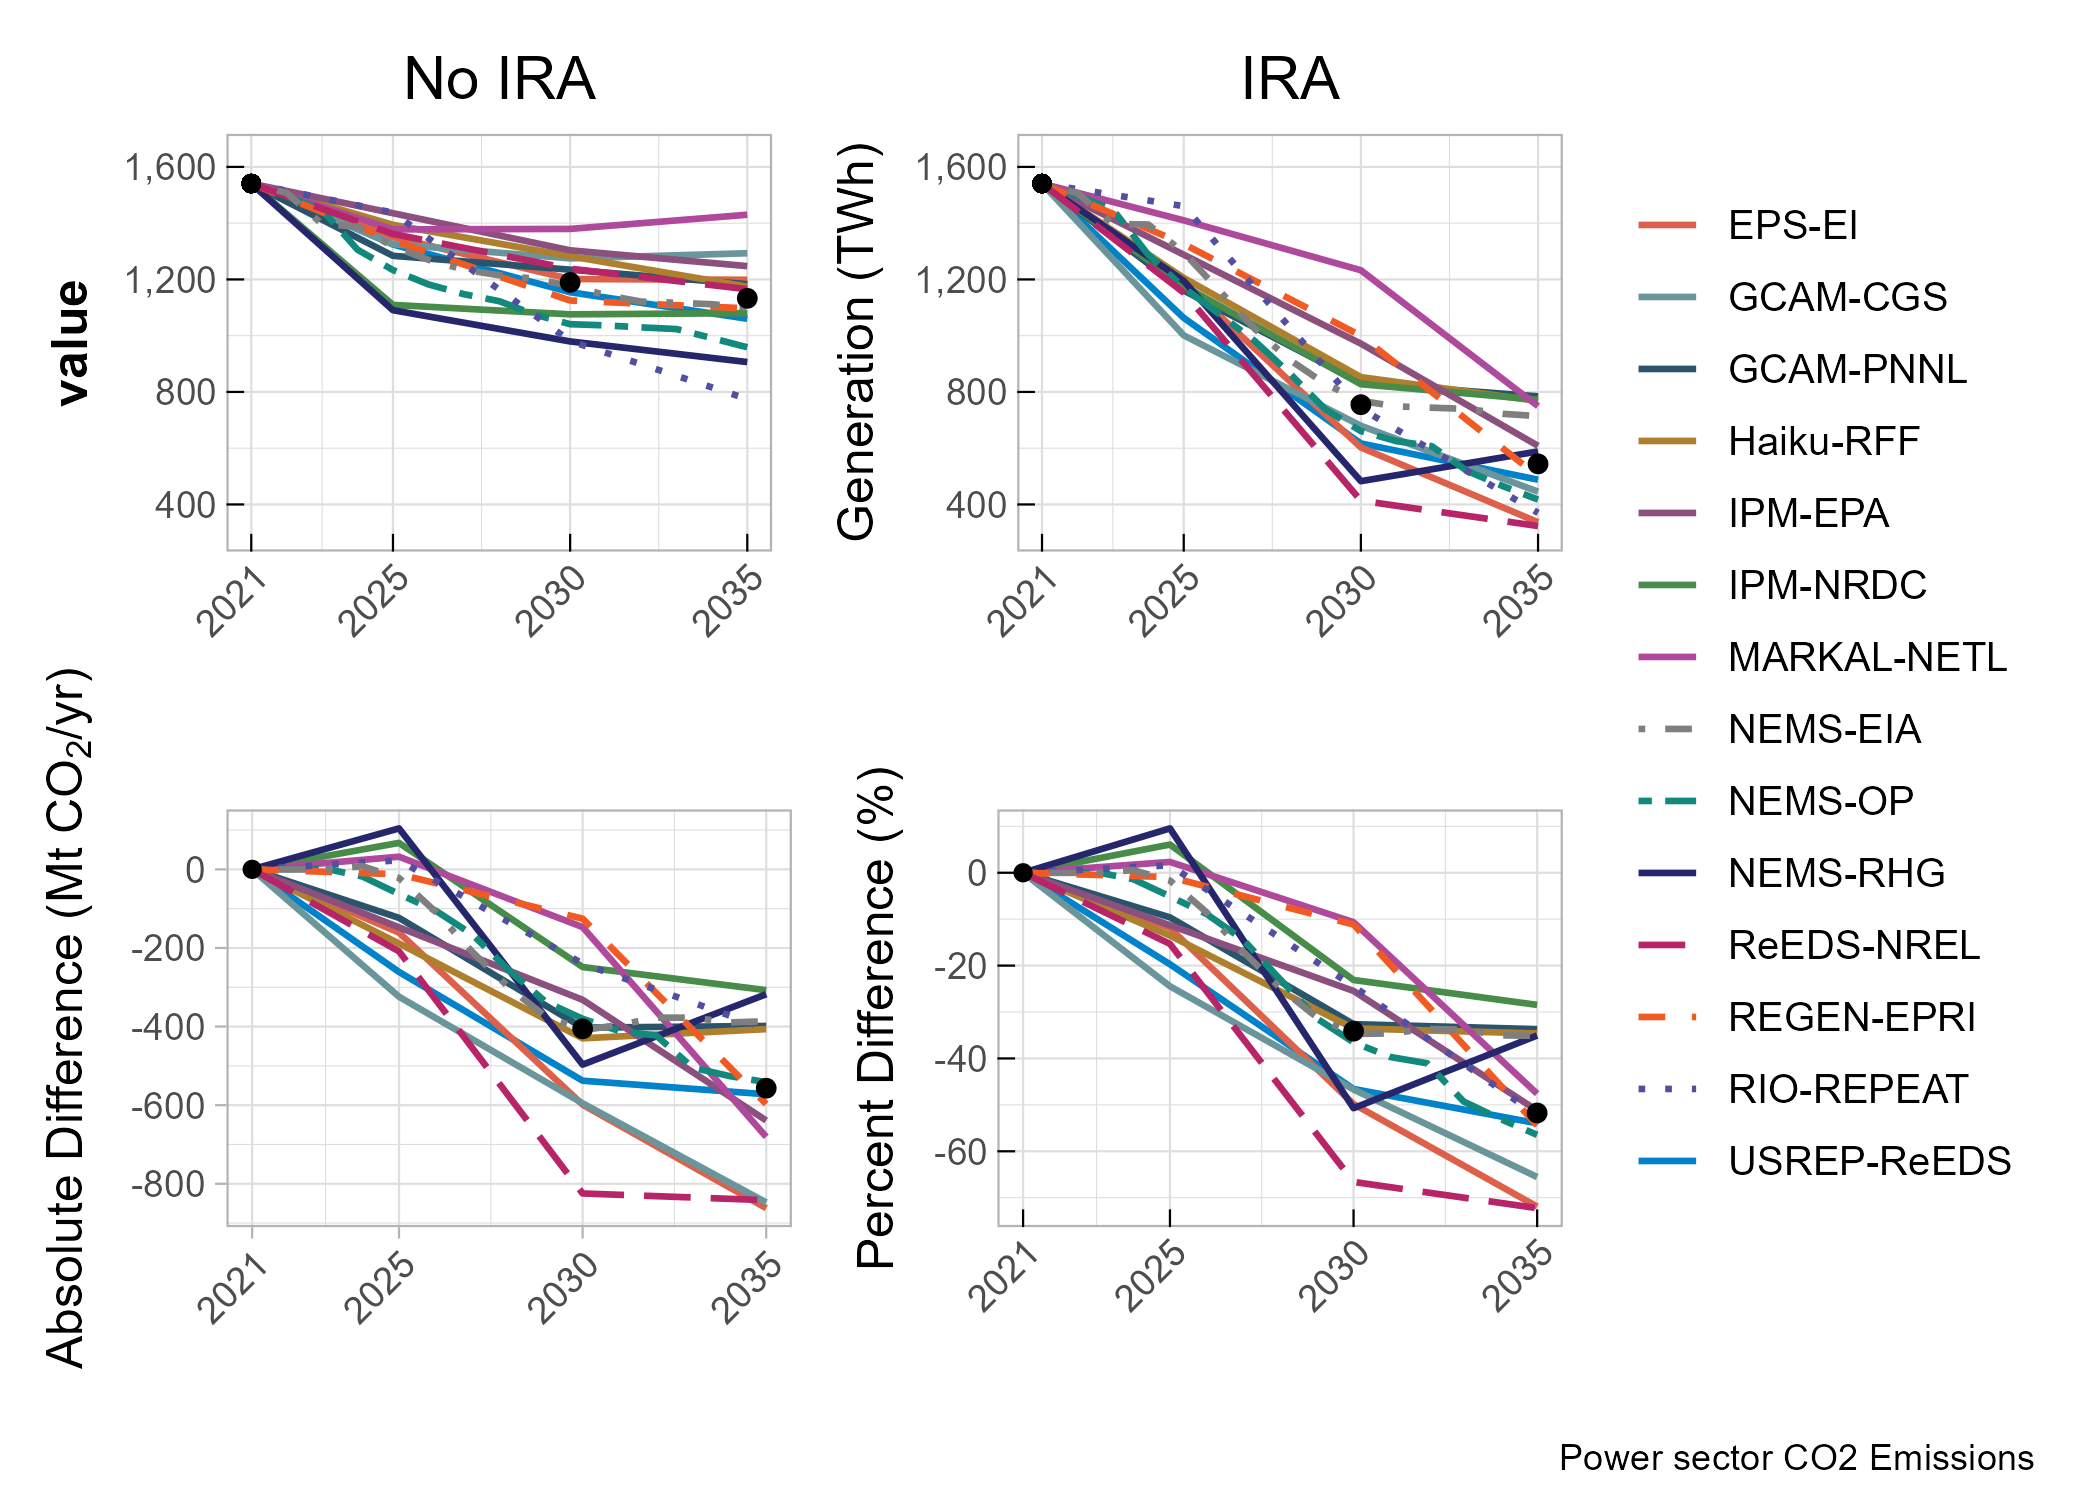 No IRA
IRA
value
1,600
1,200
800
400
2021
2025
2030
2035
Generation (TWh)
1,600
1,200
800
400
2021
2025
2030
2035
Absolute Difference (Mt CO₂/yr)
0
-200
-400
-600
-800
2021
2025
2030
2035
Percent Difference (%)
0
-20
-40
-60
2021
2025
2030
2035
EPS-EI
GCAM-CGS
GCAM-PNNL
Haiku-RFF
IPM-EPA
IPM-NRDC
MARKAL-NETL
NEMS-EIA
NEMS-OP
NEMS-RHG
ReEDS-NREL
REGEN-EPRI
RIO-REPEAT
USREP-ReEDS
Power sector CO2 Emissions